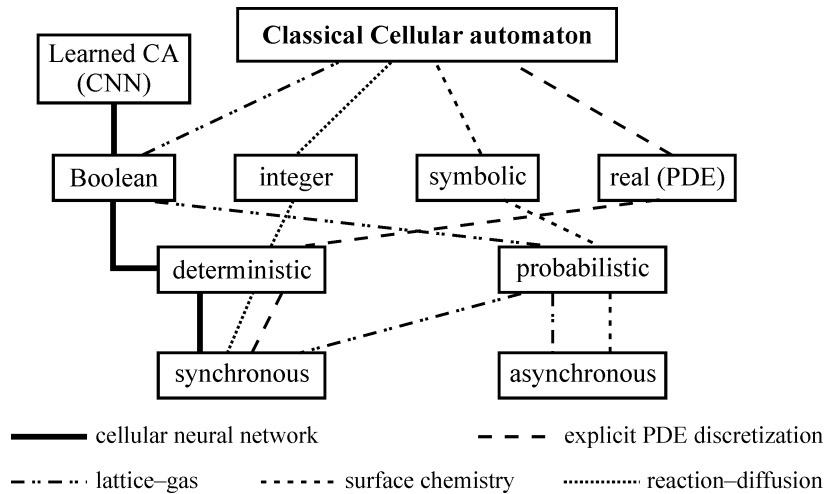 Classical Cellular automaton
Learned CA
(CNN)
Boolean
integer
symbolic
real (PDE)
deterministic
probabilistic
synchronous
asynchronous
cellular neural network
explicit PDE discretization
lattice–gas
surface chemistry
reaction–diffusion